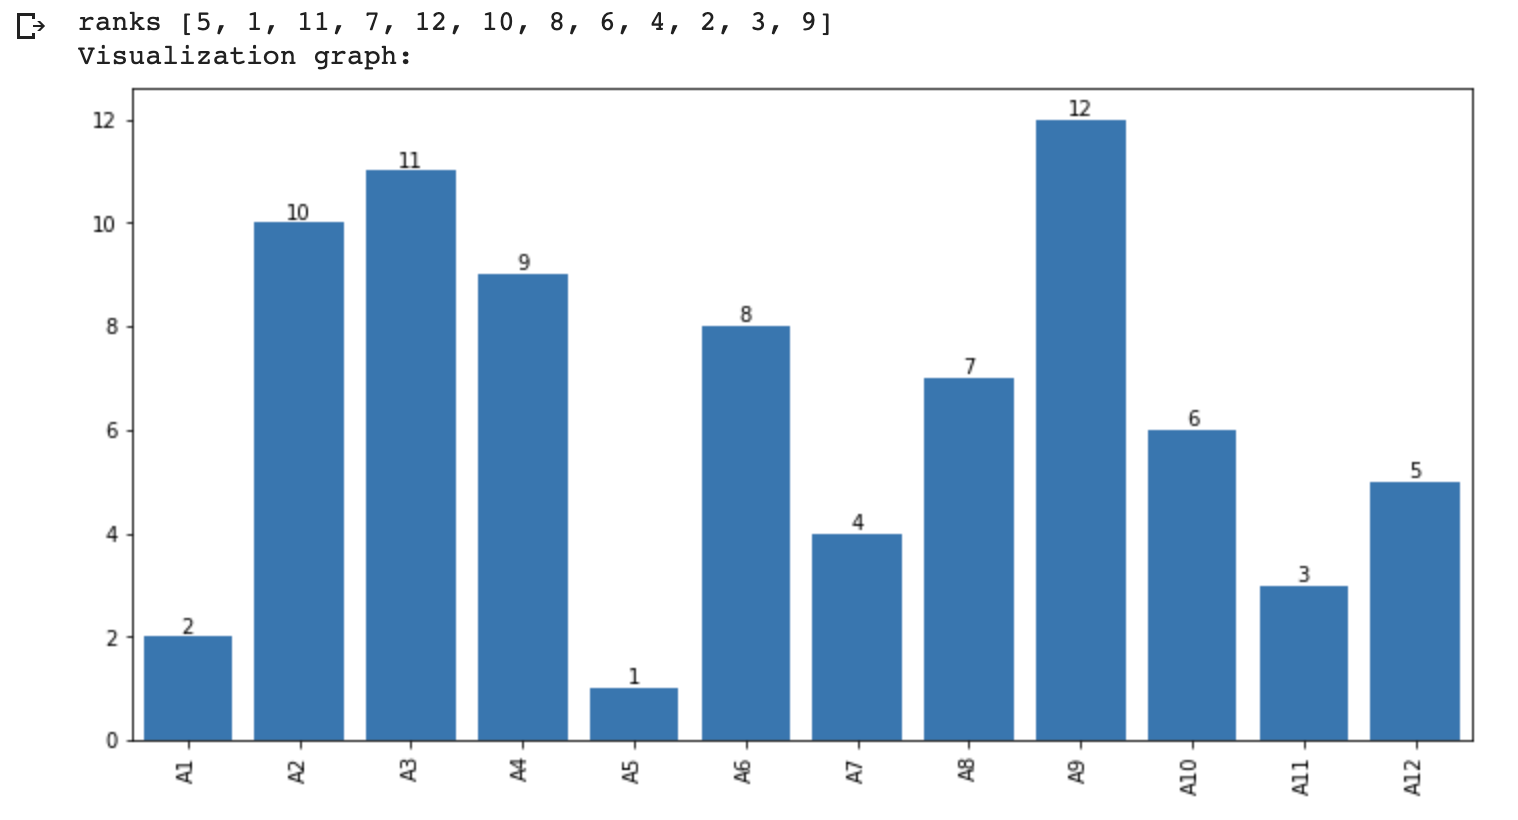 ranks [5, 1, 11, 7, 12, 10, 8, 6, 4, 2, 3, 9]
Visualization graph:
12
10
8
6
4
2
0
2
10
11
9
1
8
4
7
12
6
3
5
A1
A2
A3
A4
A5
A6
A7
A8
A9
A10
A11
A12